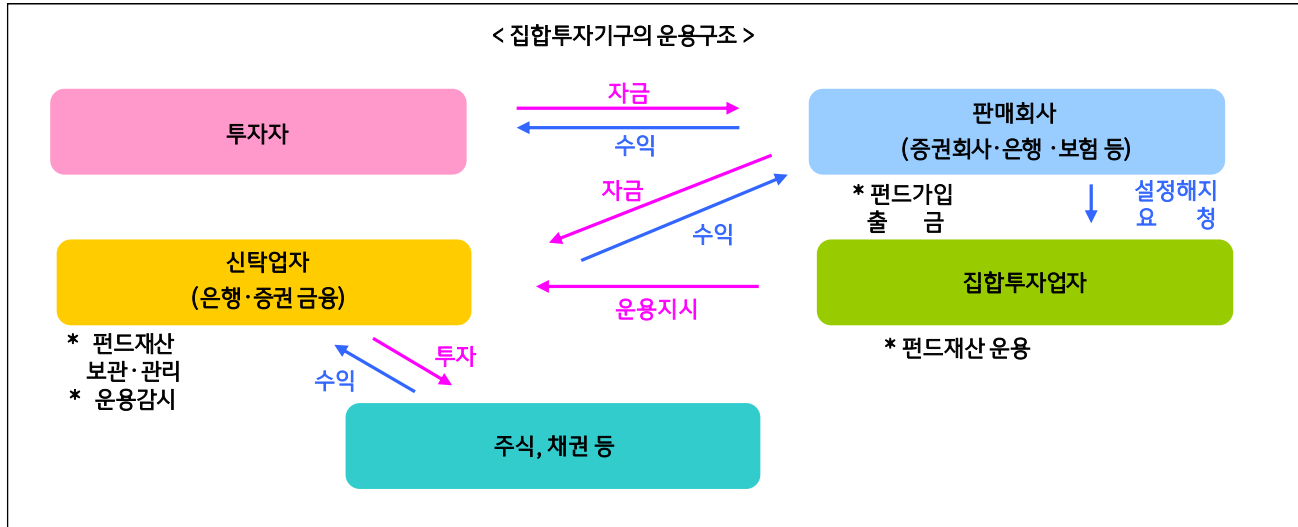 < 집합투자기구의 운용구조 >
자금
투자자
수익
판매회사
(증권회사·은행 ·보험 등)
자금
수익
* 펀드가입
출 금
설정해지
요 청
신탁업자
(은행·증권 금융)
운용지시
집합투자업자
* 펀드재산
보관·관리
* 운용감시
투자
수익
* 펀드재산 운용
주식, 채권 등